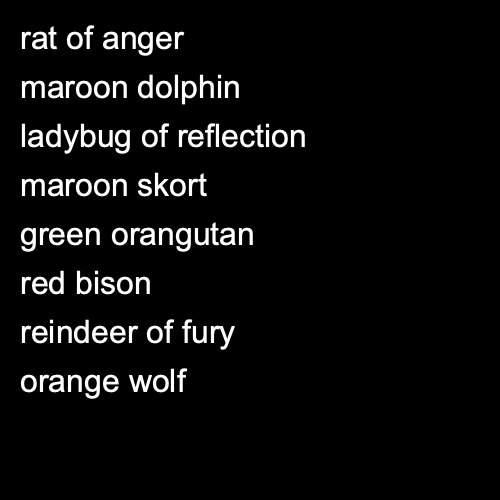 rat of anger
maroon dolphin
ladybug of reflection
maroon skort
green orangutan
red bison
reindeer of fury
orange wolf